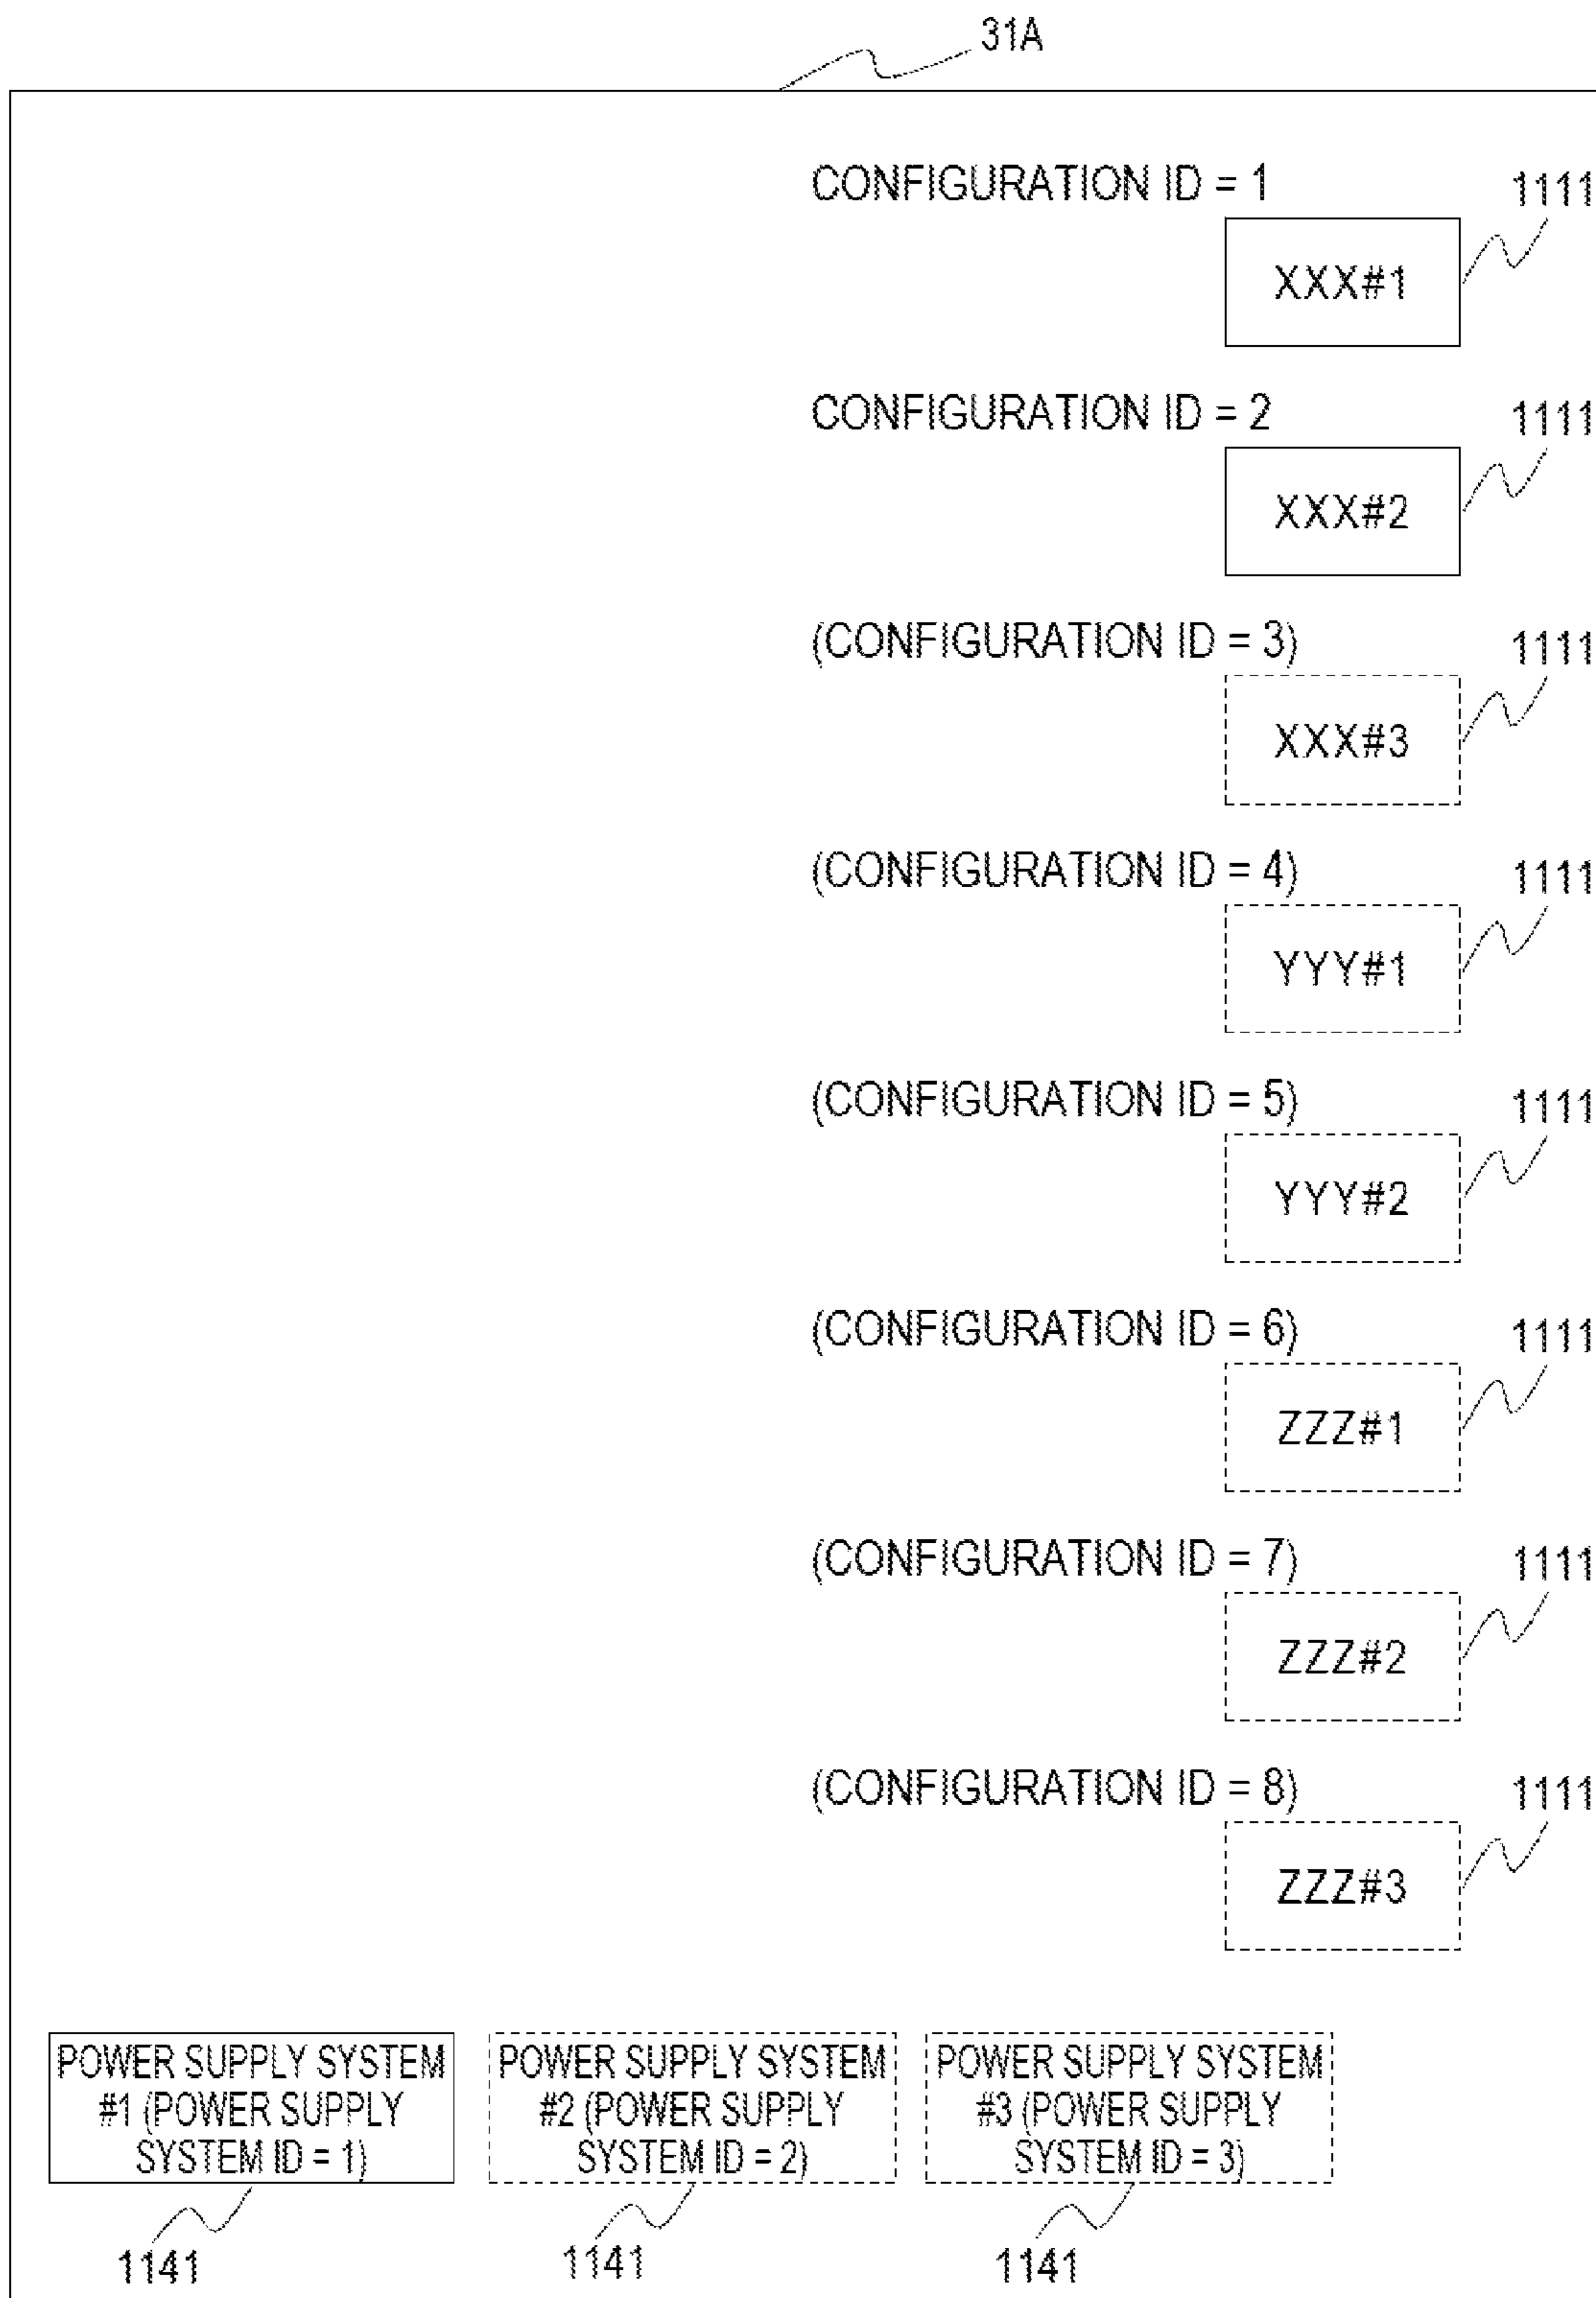 31A
CONFIGURATION ID = 1
1111
XXX#1
CONFIGURATION ID = 2
1111
XXX#2
(CONFIGURATION ID = 3)
1111
XXX#3
(CONFIGURATION ID = 4)
1111
YYY#1
(CONFIGURATION ID = 5)
1111
YYY#2
(CONFIGURATION ID = 6)
1111
ZZZ#1
(CONFIGURATION ID = 7)
1111
ZZZ#2
(CONFIGURATION ID = 8)
1111
ZZZ#3
POWER SUPPLY SYSTEM
#1 (POWER SUPPLY
SYSTEM ID = 1)
POWER SUPPLY SYSTEM
#2 (POWER SUPPLY
SYSTEM ID = 2)
POWER SUPPLY SYSTEM
#3 (POWER SUPPLY
SYSTEM ID = 3)
1141
1141
1141